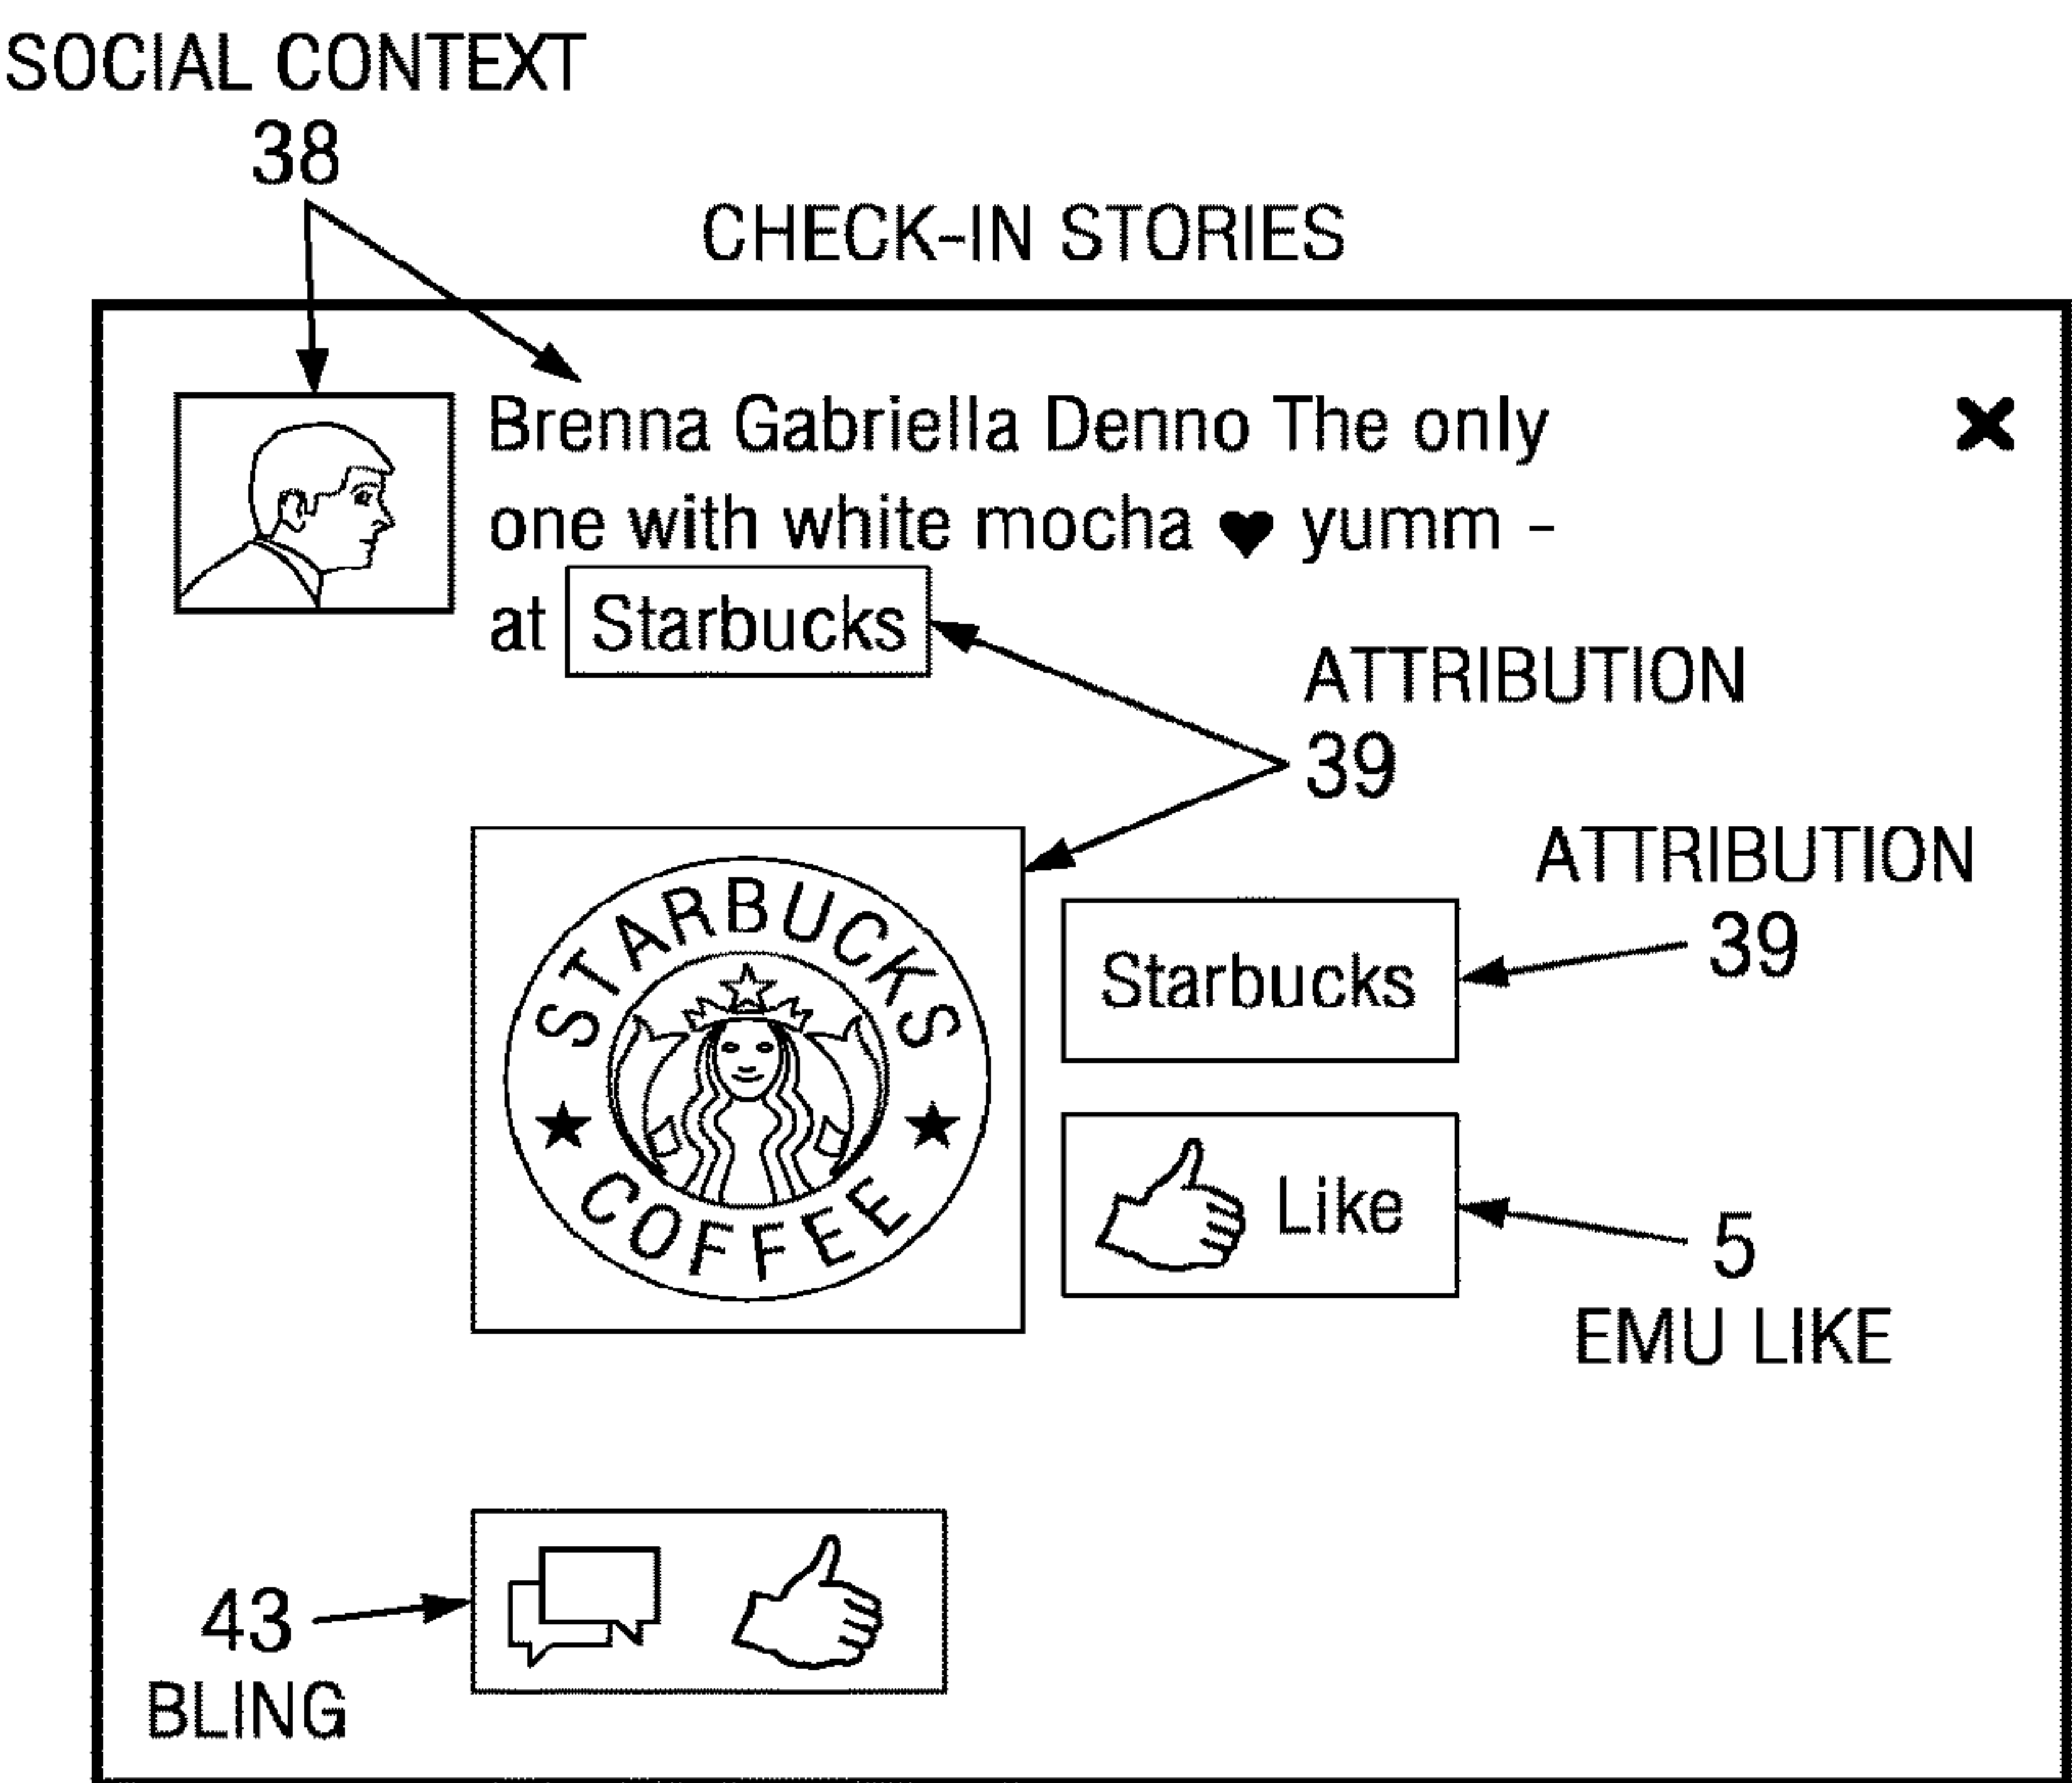 SOCIAL CONTEXT
38
CHECK-IN STORIES
Brenna Gabriella Denno The only
one with white mocha ♥ yumm -
at Starbucks
ATTRIBUTION
39
ATTRIBUTION
39
STARBUCKS
COFFEE
Starbucks
Like
5
EMU LIKE
43
BLING